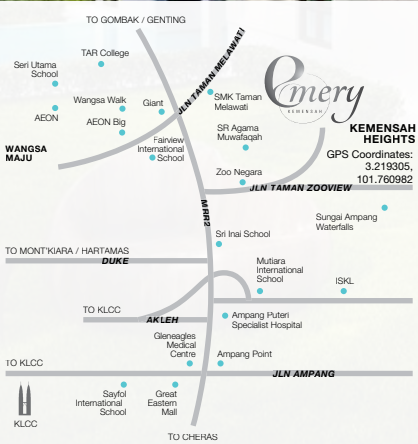 TO GOMBAK / GENTING
TAR College
Seri Utama
School
AEON
Wangsa Walk
AEON Big
Giant
JLN TAMAN MELAWATI
SMK Taman
Melawati
Emery
KEMENSAH
KEMENSAH
HEIGHTS
GPS Coordinates:
3.219305,
101.760982
WANGSA
MAJU
Fairview
International
School
SR Agama
Muwafaqah
Zoo Negara
JLN TAMAN ZOOVIEW
MRR2
Sungai Ampang
Waterfalls
Sri Inai School
TO MONT'KIARA / HARTAMAS
DUKE
Mutiara
International
School
ISKL
TO KLCC
AKLEH
Ampang Puteri
Specialist Hospital
Gleneagles
Medical
Centre
Ampang Point
TO KLCC
JLN AMPANG
KLCC
Sayfol
International
School
Great
Eastern
Mall
TO CHERAS